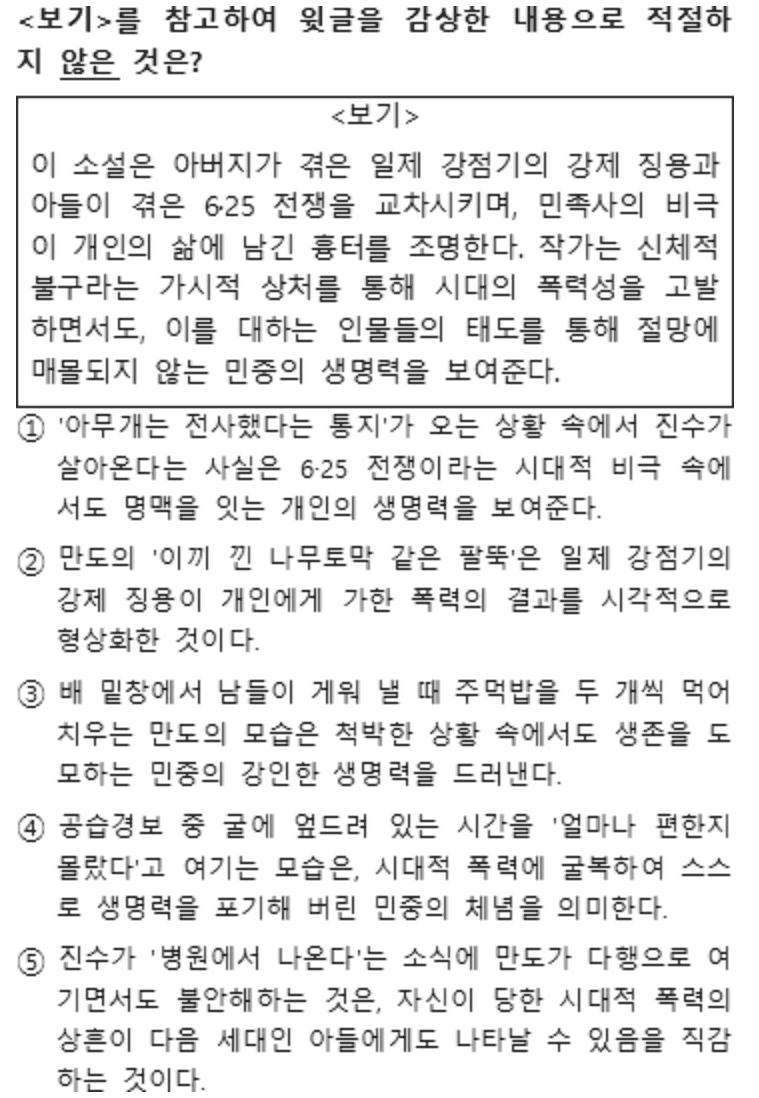 <보기>를 참고하여 윗글을 감상한 내용으로 적절하
지 않은 것은?
<보기>
이 소설은 아버지가 겪은 일제 강점기의 강제 징용과
아들이 겪은 6·25 전쟁을 교차시키며, 민족사의 비극
이 개인의 삶에 남긴 흉터를 조명한다. 작가는 신체적
불구라는 가시적 상처를 통해 시대의 폭력성을 고발
하면서도, 이를 대하는 인물들의 태도를 통해 절망에
매몰되지 않는 민중의 생명력을 보여준다.
① '아무개는 전사했다는 통지'가 오는 상황 속에서 진수가
살아온다는 사실은 6·25 전쟁이라는 시대적 비극 속에
서도 명맥을 잇는 개인의 생명력을 보여준다.
② 만도의 '이끼 낀 나무토막 같은 팔뚝'은 일제 강점기의
강제 징용이 개인에게 가한 폭력의 결과를 시각적으로
형상화한 것이다.
③ 배 밑창에서 남들이 게워 낼 때 주먹밥을 두 개씩 먹어
치우는 만도의 모습은 척박한 상황 속에서도 생존을 도
모하는 민중의 강인한 생명력을 드러낸다.
④ 공습경보 중 굴에 엎드려 있는 시간을 '얼마나 편한지
몰랐다'고 여기는 모습은, 시대적 폭력에 굴복하여 스스
로 생명력을 포기해 버린 민중의 체념을 의미한다.
⑤ 진수가 '병원에서 나온다'는 소식에 만도가 다행으로 여
기면서도 불안해하는 것은, 자신이 당한 시대적 폭력의
상흔이 다음 세대인 아들에게도 나타날 수 있음을 직감
하는 것이다.